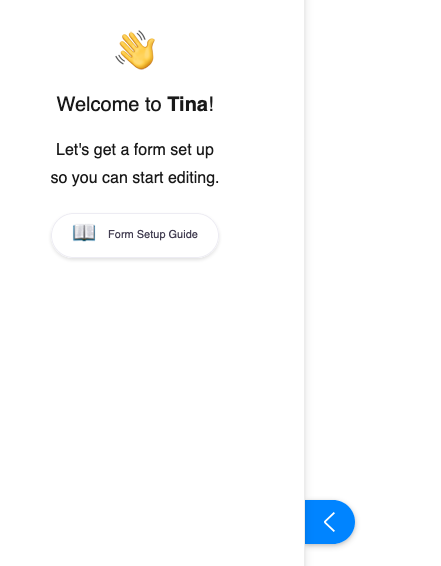 Welcome to Tina!
Let's get a form set up
so you can start editing.
Form Setup Guide